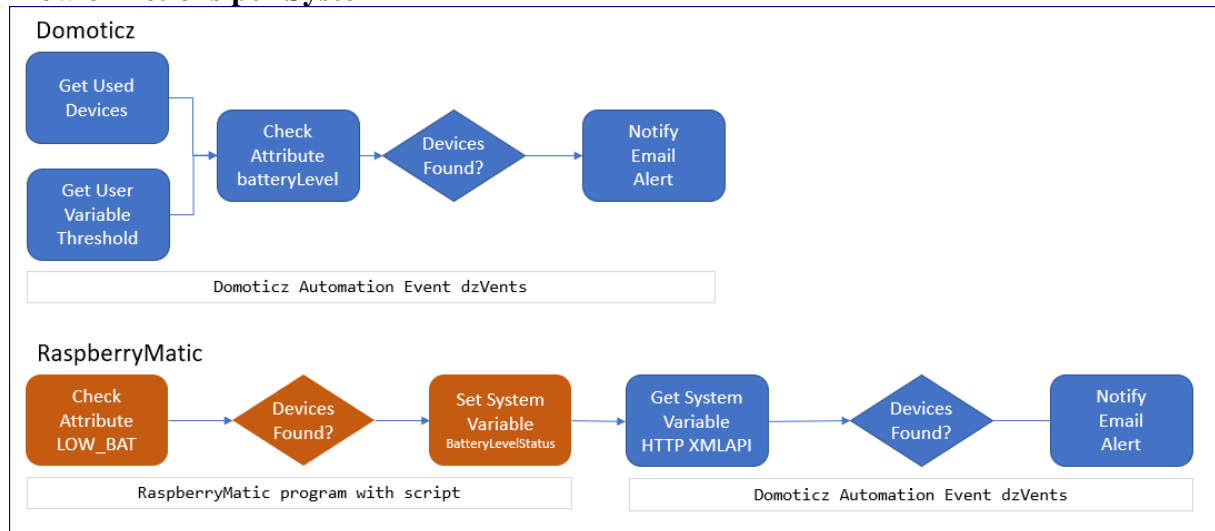 Domoticz
Get Used
Devices
Get User
Variable
Threshold
Check
Attribute
batteryLevel
Devices
Found?
Notify
Email
Alert
Domoticz Automation Event dzVents
RaspberryMatic
Check
Attribute
LOW_BAT
Devices
Found?
Set System
Variable
BatteryLevelStatus
Get System
Variable
HTTP XMLAPI
Devices
Found?
Notify
Email
Alert
RaspberryMatic program with script
Domoticz Automation Event dzVents